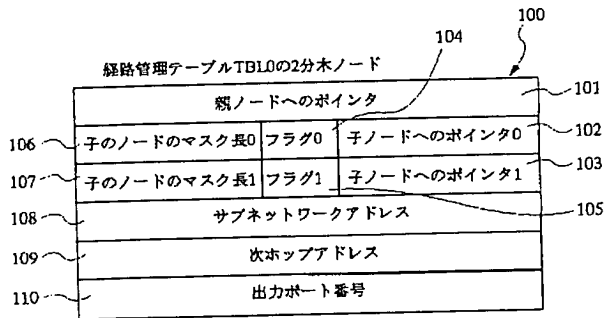 100
経路管理テーブルTBL0の2分木ノード
104
親ノードへのポインタ
101
106
子のノードのマスク長0 フラグ0 子ノードへのポインタ0
102
107
子のノードのマスク長1 フラグ1 子ノードへのポインタ1
103
108
サブネットワークアドレス
105
109
次ホップアドレス
110
出力ポート番号